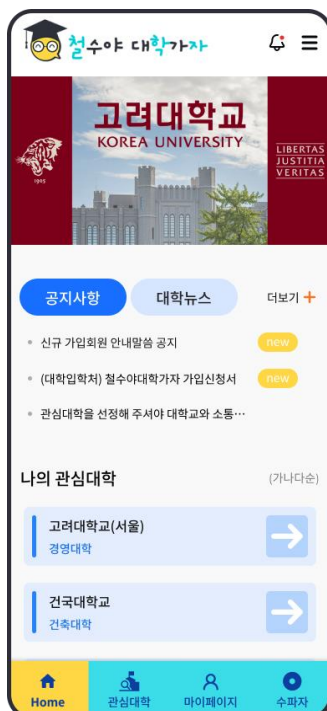 철수야 대학가자
고려대학교
KOREA UNIVERSITY
1905
LIBERTAS
JUSTITIA
VERITAS
공지사항
대학뉴스
더보기 +
신규 가입회원 안내말씀 공지
new
(대학입학처) 철수야대학가자 가입신청서
new
관심대학을 선정해 주셔야 대학교와 소통…
나의 관심대학
(가나다순)
고려대학교(서울)
경영대학
건국대학교
건축대학
Home
관심대학
마이페이지
수파자